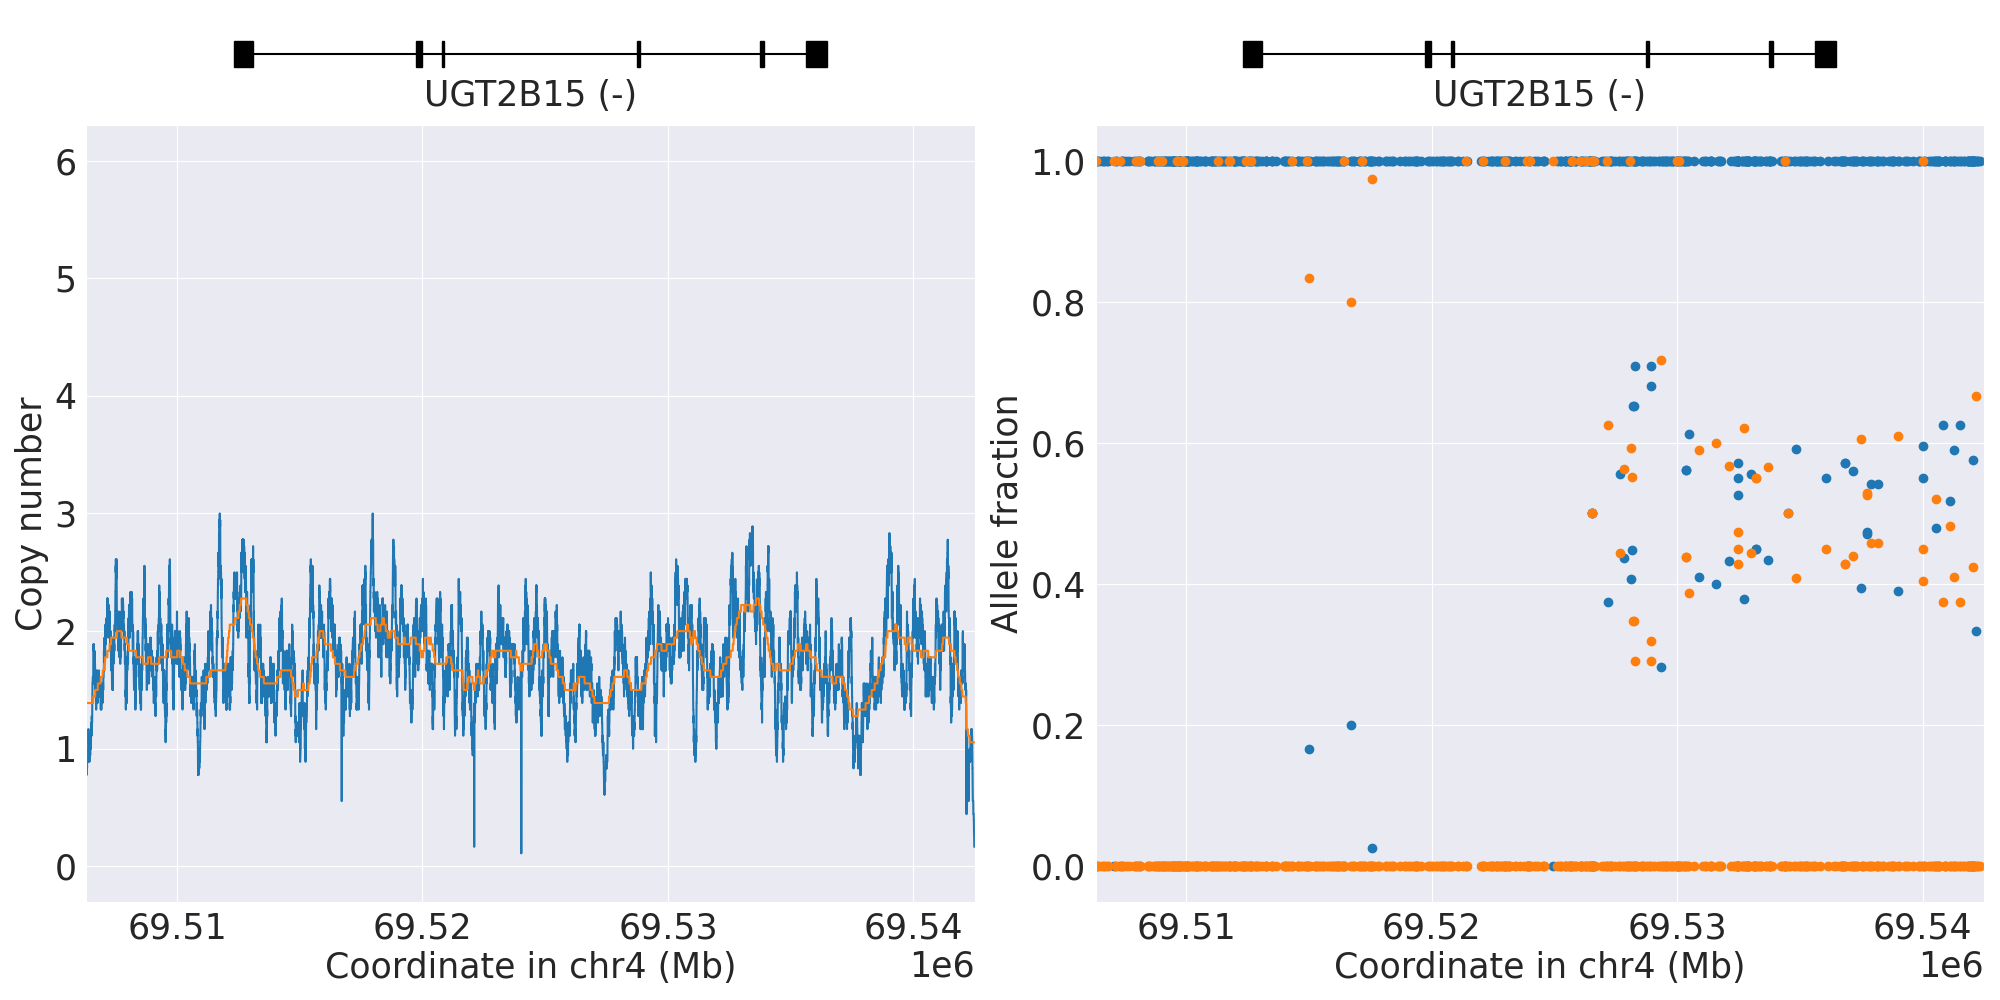 UGT2B15 (-)
6
5
4
3
2
1
0
Copy number
69.51 69.52 69.53 69.54
Coordinate in chr4 (Mb) 1e6
UGT2B15 (-)
1.0
0.8
0.6
0.4
0.2
0.0
Allele fraction
69.51 69.52 69.53 69.54
Coordinate in chr4 (Mb) 1e6